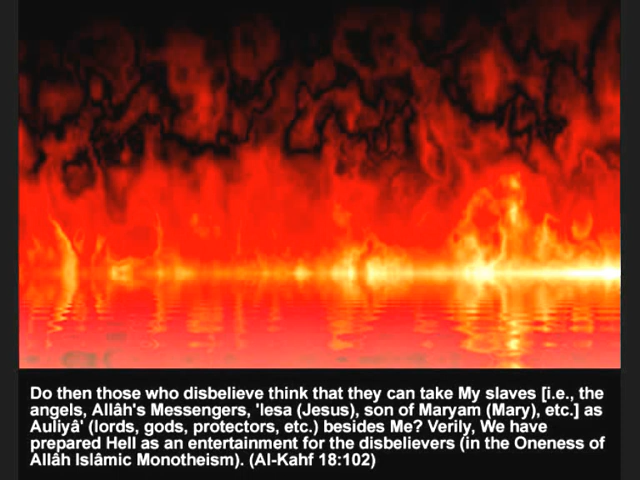 Do then those who disbelieve think that they can take My slaves [i.e., the
angels, Allâh's Messengers, 'Iesa (Jesus), son of Maryam (Mary), etc.] as
Auliyâ' (lords, gods, protectors, etc.) besides Me? Verily, We have
prepared Hell as an entertainment for the disbelievers (in the Oneness of
Allâh Islâmic Monotheism). (Al-Kahf 18:102)